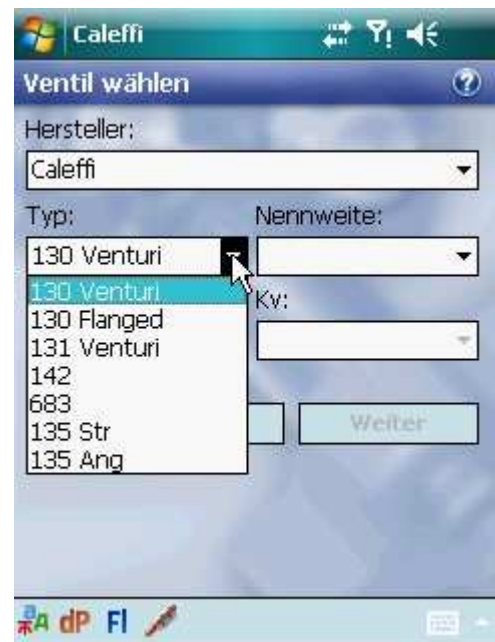 Caleffi
Ventil wählen
Hersteller:
Caleffi
Typ:
Nennweite:
130 Venturi
130 Venturi
Kv:
130 Flanged
131 Venturi
142
683
Weiter
135 Str
135 Ang
dP FI